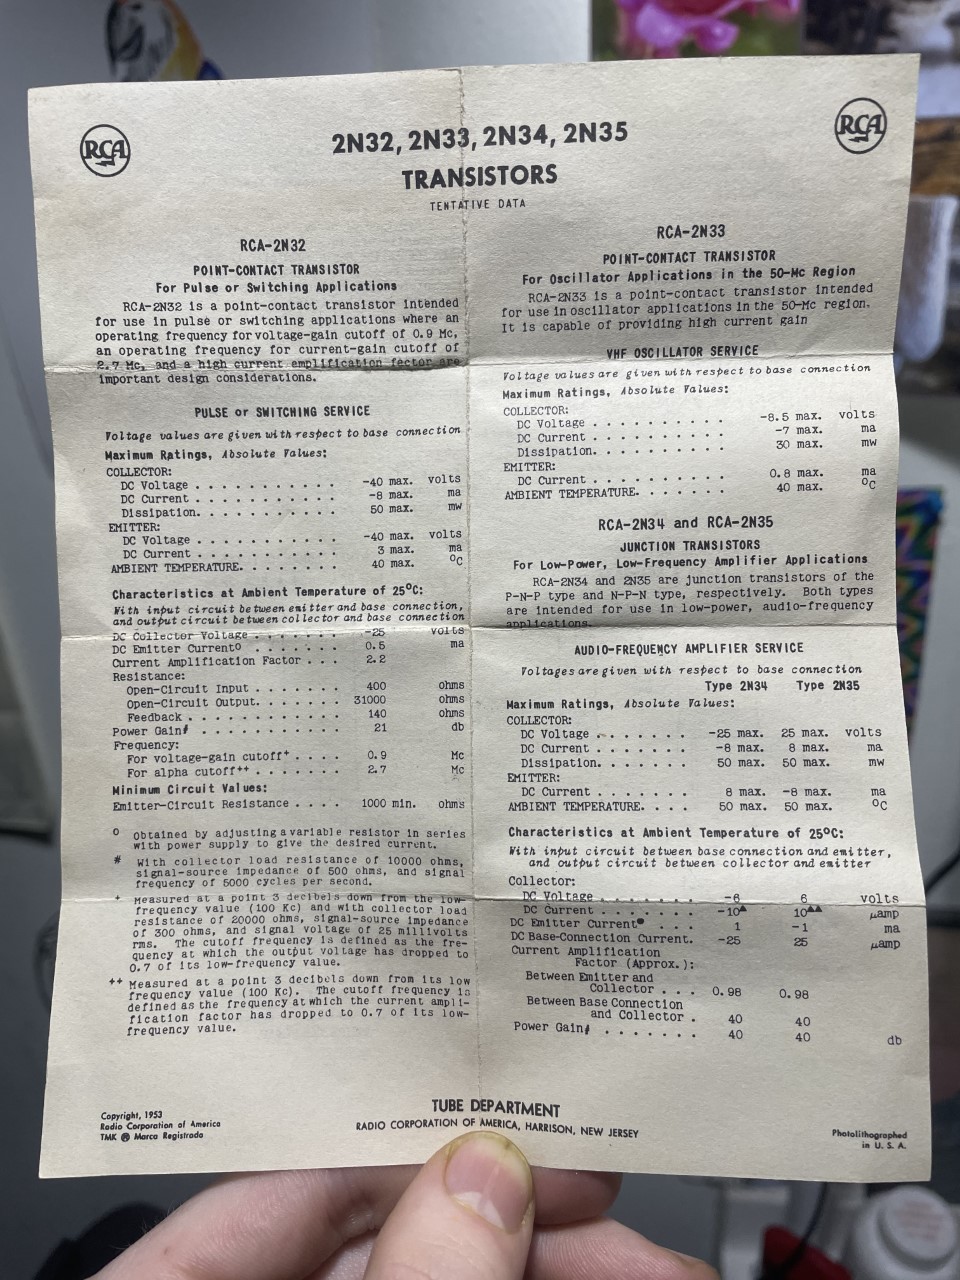 RCA
RCA
2N32, 2N33, 2N34, 2N35
TRANSISTORS
TENTATIVE DATA
RCA-2N32
POINT-CONTACT TRANSISTOR
For Pulse or Switching Applications
RCA-2N32 is a point-contact transistor intended
for use in pulse or switching applications where an
operating frequency for voltage-gain cutoff of 0.9 Mc,
an operating frequency for current-gain cutoff of
2.7 Mc, and a high current amplification factor are
important design considerations.
PULSE or SWITCHING SERVICE
Voltage values are given with respect to base connection
Maximum Ratings, Absolute Values:
COLLECTOR:
DC Voltage . . . . . . . . . . . -40 max. volts
DC Current . . . . . . . . . . . -8 max. ma
Dissipation. . . . . . . . . . . 50 max. mw
EMITTER:
DC Voltage . . . . . . . . . . . -40 max. volts
DC Current . . . . . . . . . . . 3 max. ma
AMBIENT TEMPERATURE. . . . . . . . 40 max. °C
Characteristics at Ambient Temperature of 25°C:
With input circuit between emitter and base connection,
and output circuit between collector and base connection
DC Collector Voltage . . . . . . . -25 volts
DC Emitter Current° . . . . . . . 0.5 ma
Current Amplification Factor . . . 2.2
Resistance:
Open-Circuit Input . . . . . . . 400 ohms
Open-Circuit Output. . . . . . . 31000 ohms
Feedback . . . . . . . . . . . . 140 ohms
Power Gain# . . . . . . . . . . . 21 db
Frequency:
For voltage-gain cutoff+ . . . . 0.9 Mc
For alpha cutoff++ . . . . . . . 2.7 Mc
Minimum Circuit Values:
Emitter-Circuit Resistance . . . . 1000 min. ohms
° obtained by adjusting a variable resistor in series
with power supply to give the desired current.
# With collector load resistance of 10000 ohms,
signal-source impedance of 500 ohms, and signal
frequency of 5000 cycles per second.
+ Measured at a point 3 decibels down from the low-
frequency value (100 Kc) and with collector load
resistance of 20000 ohms, signal-source impedance
of 300 ohms, and signal voltage of 25 millivolts
rms. The cutoff frequency is defined as the fre-
quency at which the output voltage has dropped to
0.7 of its low-frequency value.
++ Measured at a point 3 decibels down from its low
frequency value (100 Kc). The cutoff frequency is
defined as the frequency at which the current ampli-
fication factor has dropped to 0.7 of its low-
frequency value.
RCA-2N33
POINT-CONTACT TRANSISTOR
For Oscillator Applications in the 50-Mc Region
RCA-2N33 is a point-contact transistor intended
for use in oscillator applications in the 50-Mc region.
It is capable of providing high current gain
VHF OSCILLATOR SERVICE
Voltage values are given with respect to base connection
Maximum Ratings, Absolute Values:
COLLECTOR:
DC Voltage . . . . . . . . . . -8.5 max. volts
DC Current . . . . . . . . . . -7 max. ma
Dissipation. . . . . . . . . . 30 max. mw
EMITTER:
DC Current . . . . . . . . . . 0.8 max. ma
AMBIENT TEMPERATURE. . . . . . . 40 max. °C
RCA-2N34 and RCA-2N35
JUNCTION TRANSISTORS
For Low-Power, Low-Frequency Amplifier Applications
RCA-2N34 and 2N35 are junction transistors of the
P-N-P type and N-P-N type, respectively. Both types
are intended for use in low-power, audio-frequency
applications.
AUDIO-FREQUENCY AMPLIFIER SERVICE
Voltages are given with respect to base connection
Type 2N34 Type 2N35
Maximum Ratings, Absolute Values:
COLLECTOR:
DC Voltage . . . . . . . -25 max. 25 max. volts
DC Current . . . . . . . -8 max. 8 max. ma
Dissipation. . . . . . . 50 max. 50 max. mw
EMITTER:
DC Current . . . . . . . 8 max. -8 max. ma
AMBIENT TEMPERATURE. . . . 50 max. 50 max. °C
Characteristics at Ambient Temperature of 25°C:
With input circuit between base connection and emitter,
and output circuit between collector and emitter
Collector:
DC Voltage . . . . . . . -6 6 volts
DC Current . . . . . . . -10▲ 10▲▲ µamp
DC Emitter Current● . . . 1 -1 ma
DC Base-Connection Current. -25 25 µamp
Current Amplification
Factor (Approx.):
Between Emitter and
Collector . . . 0.98 0.98
Between Base Connection
and Collector . 40 40
Power Gain# . . . . . . . 40 40 db
Copyright, 1953
Radio Corporation of America
TMK ® Marca Registrada
TUBE DEPARTMENT
RADIO CORPORATION OF AMERICA, HARRISON, NEW JERSEY
Photolithographed
in U. S. A.